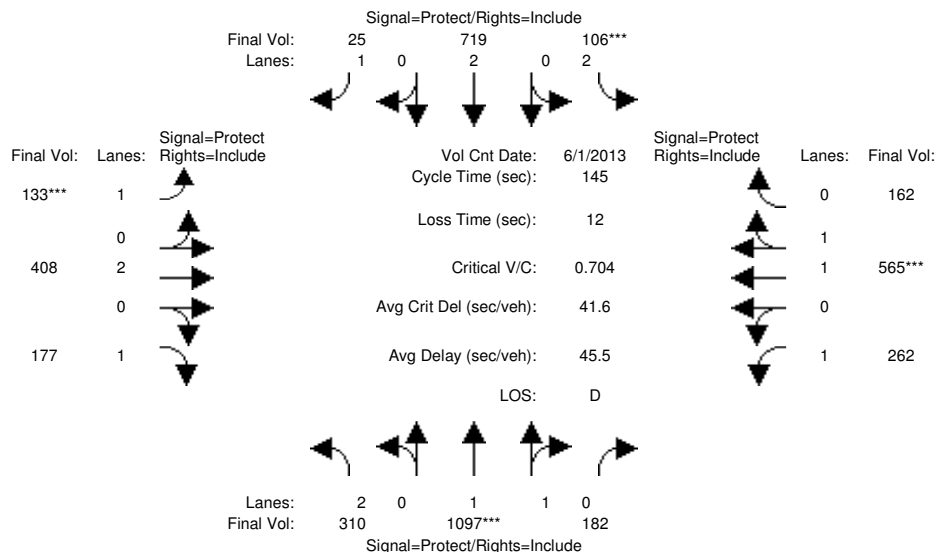 Signal=Protect/Rights=Include
Final Vol: 25 719 106***
Lanes: 1 0 2 0 2
Signal=Protect
Final Vol: Lanes: Rights=Include
133*** 1
0
408 2
0
177 1
Vol Cnt Date: 6/1/2013
Cycle Time (sec): 145
Loss Time (sec): 12
Critical V/C: 0.704
Avg Crit Del (sec/veh): 41.6
Avg Delay (sec/veh): 45.5
LOS: D
Signal=Protect
Rights=Include Lanes: Final Vol:
0 162
1
1 565***
0
1 262
Lanes: 2 0 1 1 0
Final Vol: 310 1097*** 182
Signal=Protect/Rights=Include